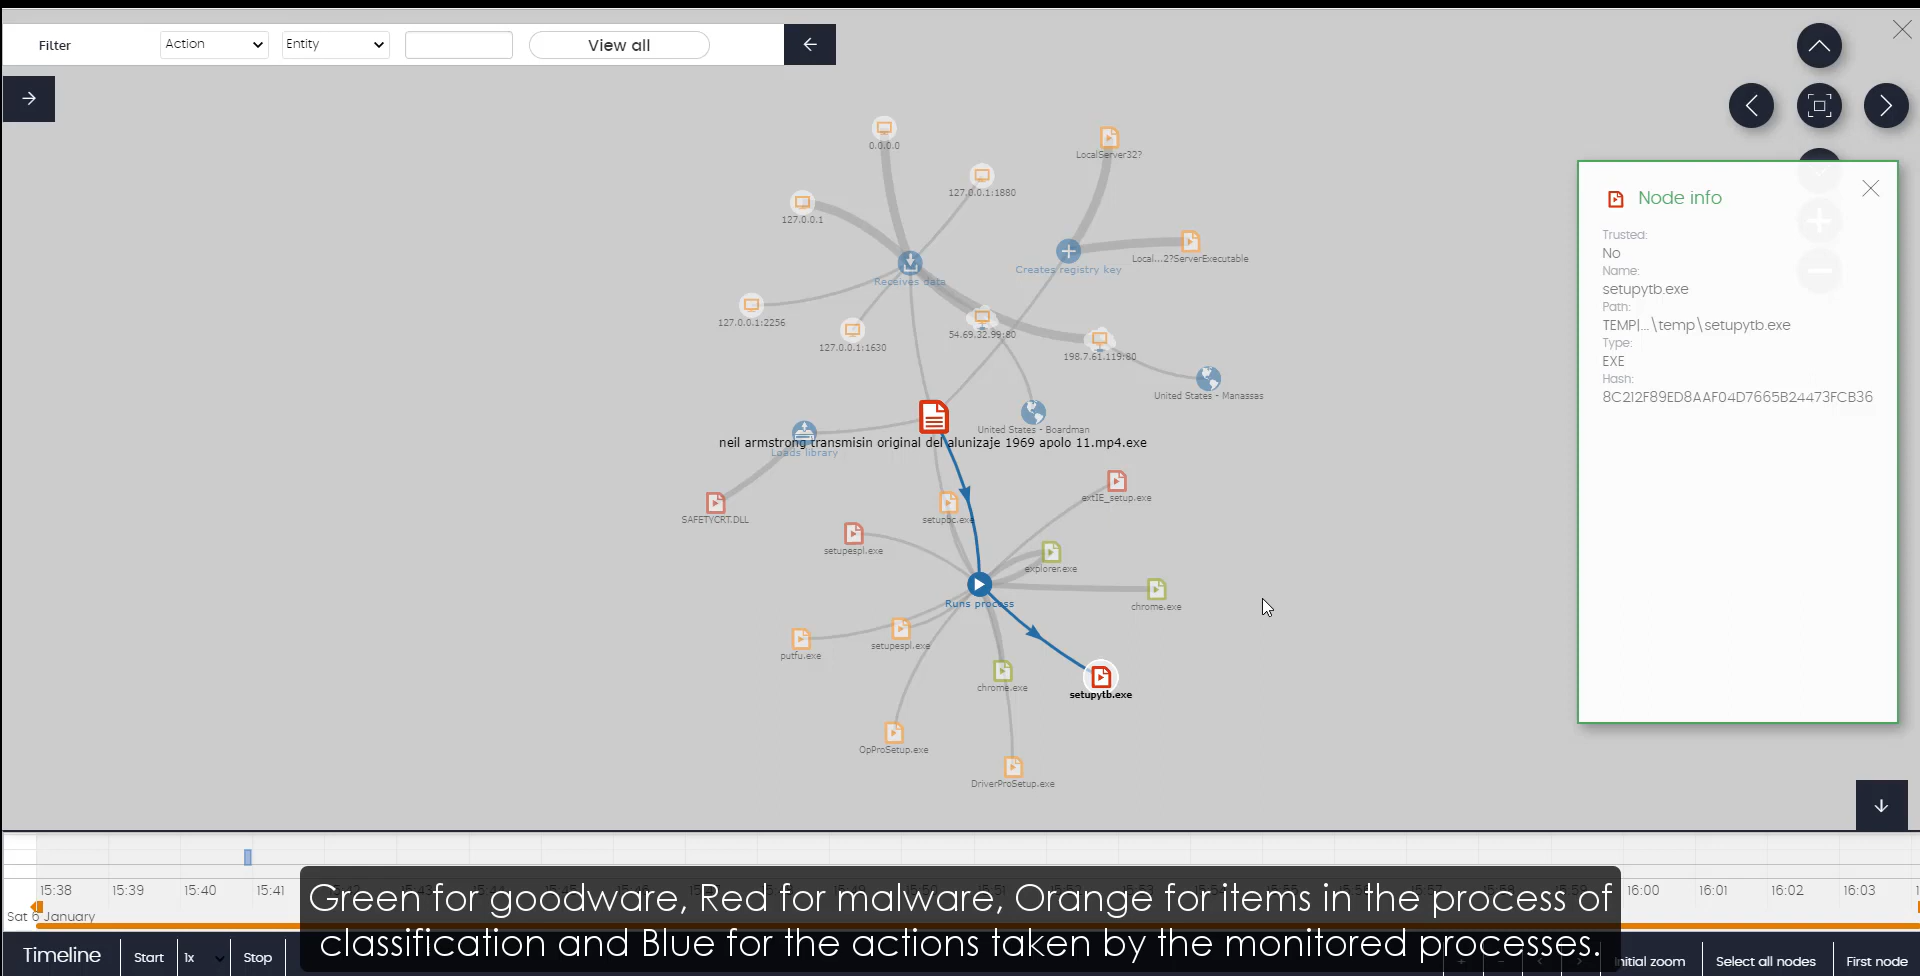 Filter
Action
Entity
View all
0.0.0.0
LocalServer32?
127.0.0.1:1880
127.0.0.1
Local...2?ServerExecutable
Creates registry key
Receives data
127.0.0.1:2256
127.0.0.1:1630
54.69.32.99:80
198.7.61.119:80
United States - Manassas
United States - Boardman
neil armstrong transmisin original del alunizaje 1969 apolo 11.mp4.exe
Loads library
extIE_setup.exe
SAFETYCRT.DLL
setupbc.exe
setupespl.exe
explorer.exe
Runs process
chrome.exe
setupespl.exe
putfu.exe
chrome.exe
setupytb.exe
OpProSetup.exe
DriverProSetup.exe
Node info
Trusted:
No
Name:
setupytb.exe
Path:
TEMP|...\temp\setupytb.exe
Type:
EXE
Hash:
8C212F89ED8AAF04D7665B24473FCB36
15:38 15:39 15:40 15:41 16:00 16:01 16:02 16:03
Sat 6 January
Green for goodware, Red for malware, Orange for items in the process of
classification and Blue for the actions taken by the monitored processes.
Timeline Start 1x Stop Initial zoom Select all nodes First node